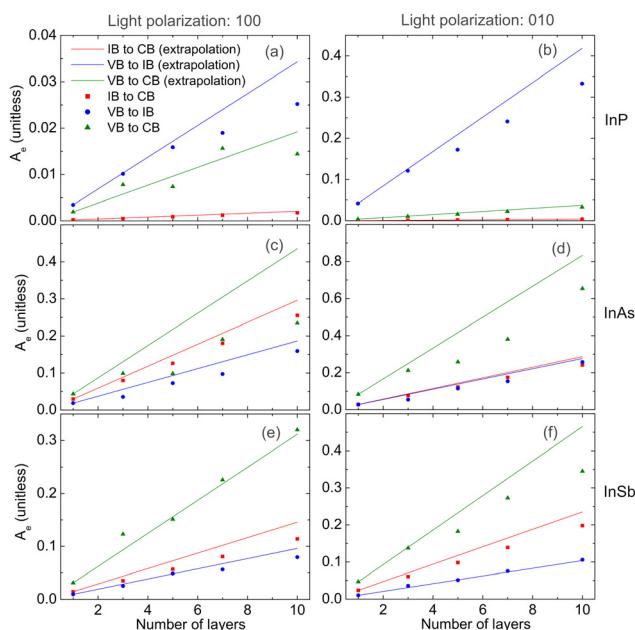 Light polarization: 100
Light polarization: 010
0.04
0.03
0.02
0.01
0.00
A_e (unitless)
(a)
IB to CB (extrapolation)
VB to IB (extrapolation)
VB to CB (extrapolation)
IB to CB
VB to IB
VB to CB
0.4
0.3
0.2
0.1
0.0
(b)
InP
0.4
0.3
0.2
0.1
0.0
A_e (unitless)
(c)
0.8
0.6
0.4
0.2
0.0
(d)
InAs
0.3
0.2
0.1
0.0
A_e (unitless)
(e)
2 4 6 8 10
Number of layers
0.5
0.4
0.3
0.2
0.1
0.0
(f)
InSb
2 4 6 8 10
Number of layers